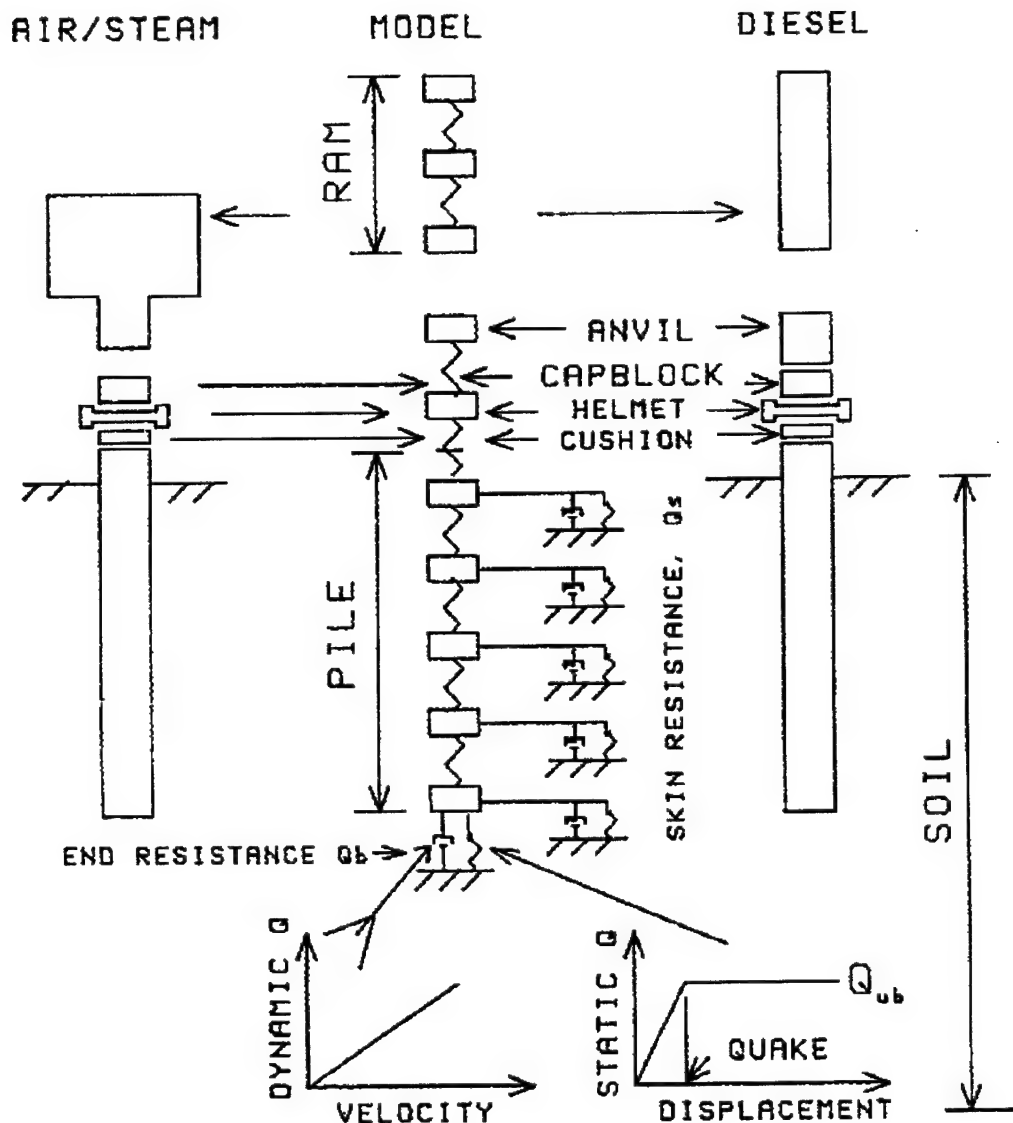 AIR/STEAM
MODEL
DIESEL
RAM
ANVIL
CAPBLOCK
HELMET
CUSHION
PILE
SKIN RESISTANCE, Qs
SOIL
END RESISTANCE Qb
DYNAMIC Q
VELOCITY
STATIC Q
Qub
QUAKE
DISPLACEMENT